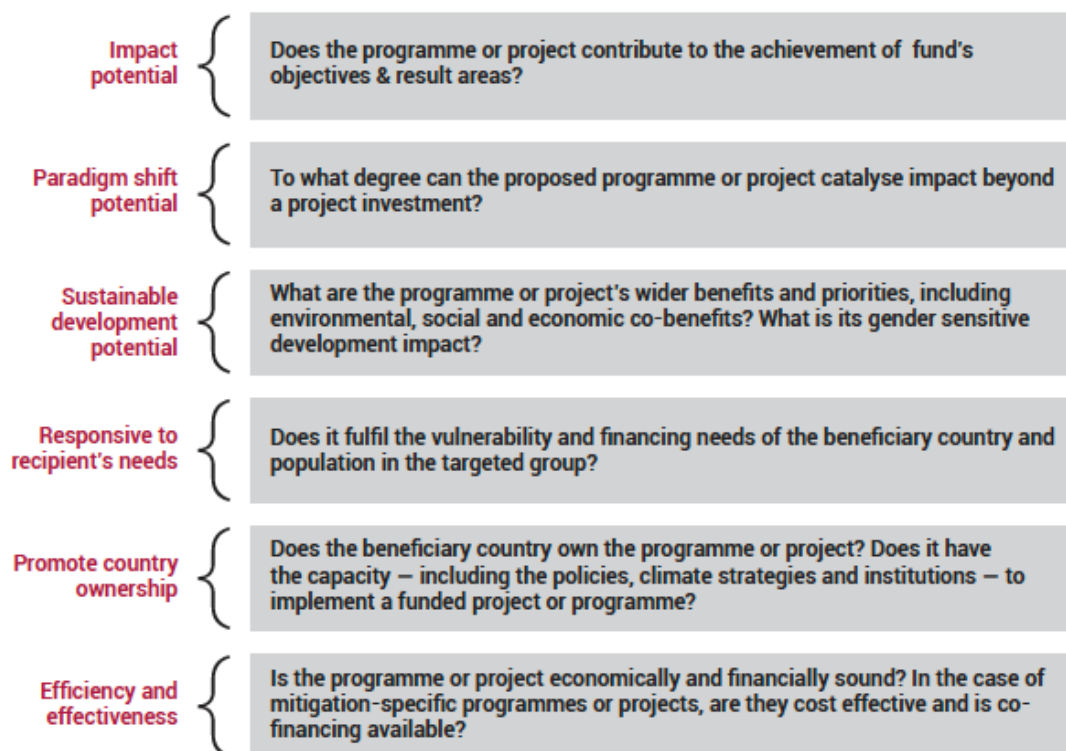 Impact
potential
Does the programme or project contribute to the achievement of fund's
objectives & result areas?
Paradigm shift
potential
To what degree can the proposed programme or project catalyse impact beyond
a project investment?
Sustainable
development
potential
What are the programme or project's wider benefits and priorities, including
environmental, social and economic co-benefits? What is its gender sensitive
development impact?
Responsive to
recipient's needs
Does it fulfil the vulnerability and financing needs of the beneficiary country and
population in the targeted group?
Promote country
ownership
Does the beneficiary country own the programme or project? Does it have
the capacity — including the policies, climate strategies and institutions — to
implement a funded project or programme?
Efficiency and
effectiveness
Is the programme or project economically and financially sound? In the case of
mitigation-specific programmes or projects, are they cost effective and is co-
financing available?